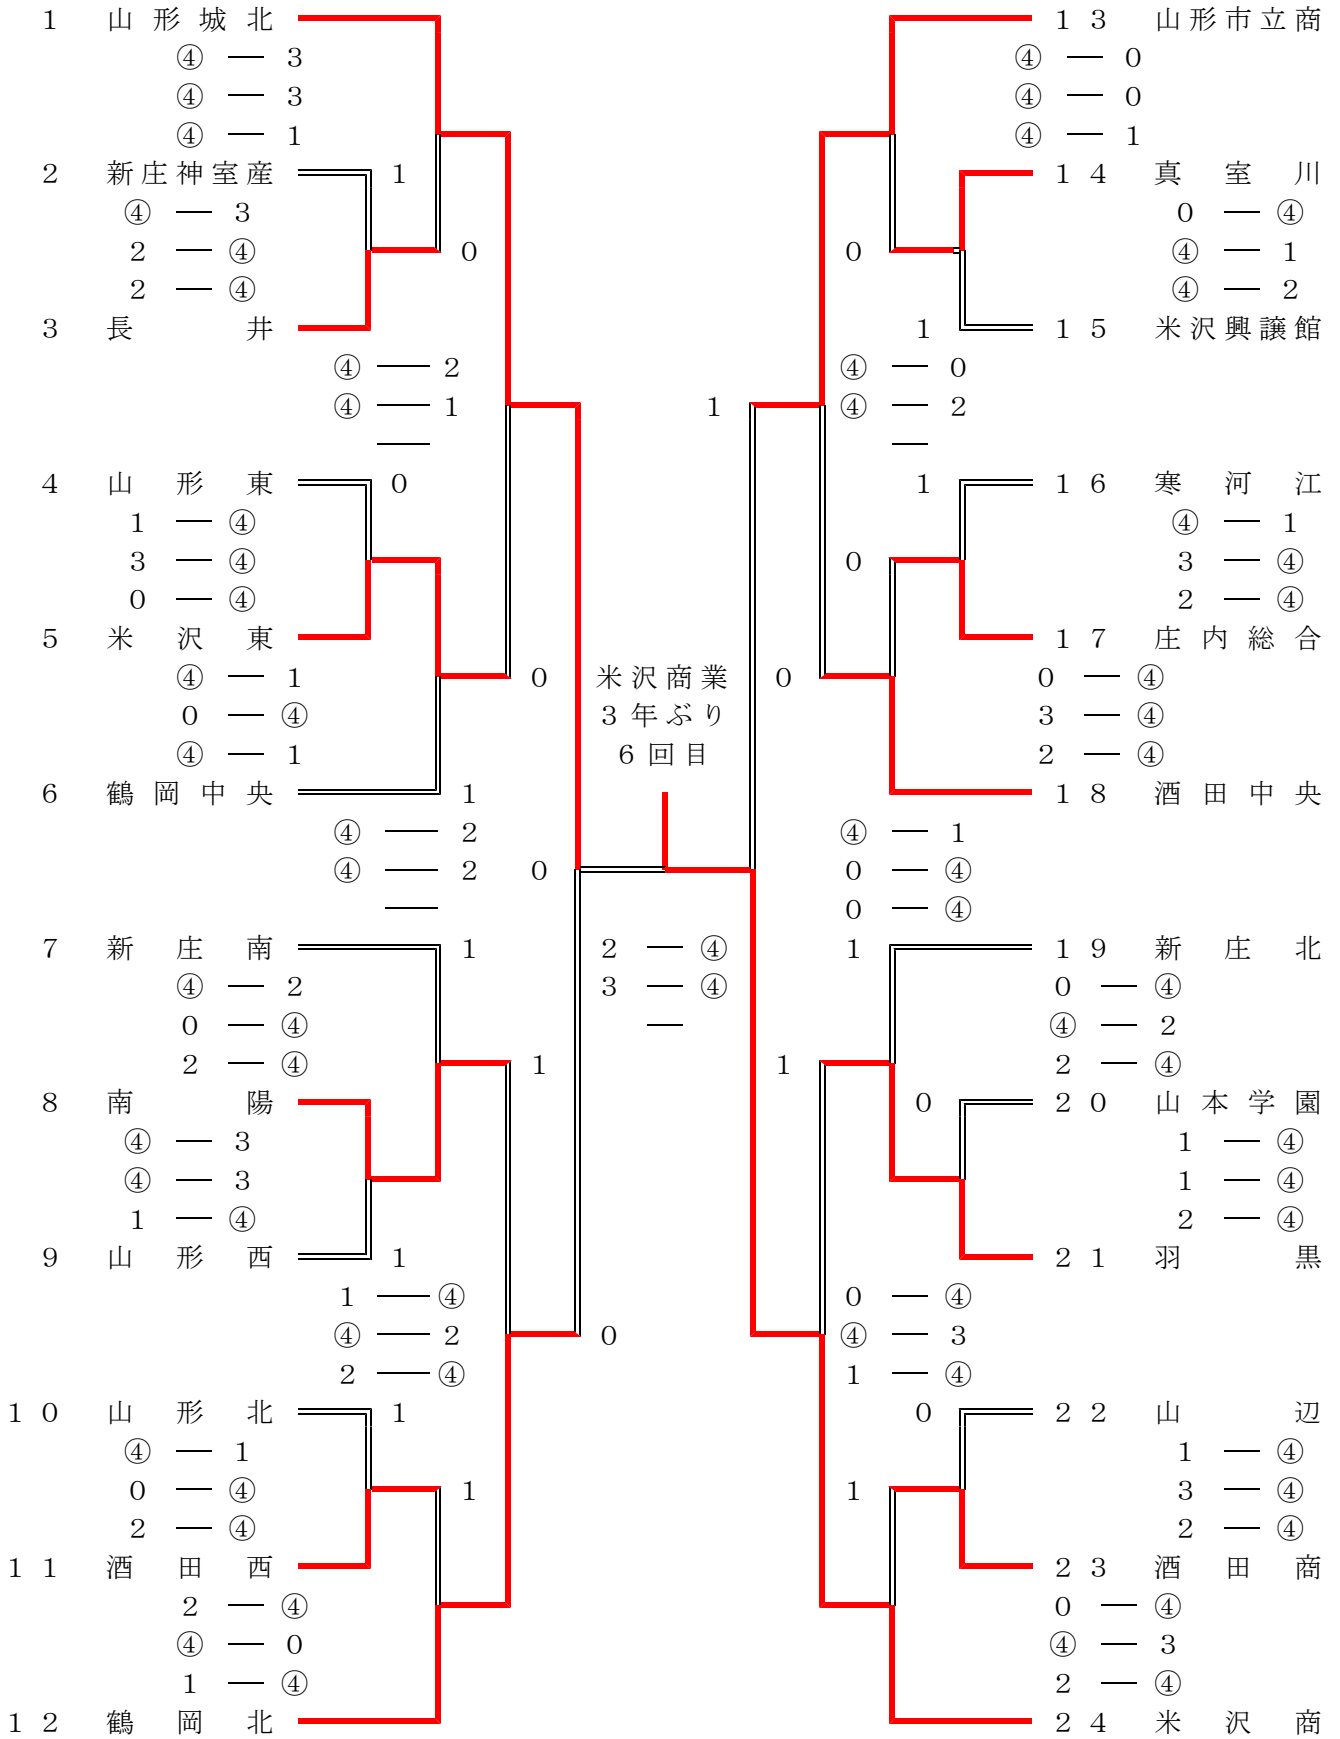 1 山形城北
④ ― 3
④ ― 3
④ ― 1
2 新庄神室産 1
④ ― 3
2 ― ④ 0
2 ― ④
3 長井
④ ― 2
④ ― 1
―
4 山形東 0
1 ― ④
3 ― ④
0 ― ④
5 米沢東
④ ― 1 0
0 ― ④
④ ― 1
6 鶴岡中央 1
④ ― 2
④ ― 2 0
―
7 新庄南 1
④ ― 2
0 ― ④
2 ― ④ 1
8 南陽
④ ― 3
④ ― 3
1 ― ④
9 山形西 1
1 ― ④
④ ― 2 0
2 ― ④
10 山形北 1
④ ― 1
0 ― ④ 1
2 ― ④
11 酒田西
2 ― ④
④ ― 0
1 ― ④
12 鶴岡北
米沢商業
3年ぶり
6回目
2 ― ④
3 ― ④
―
13 山形市立商
④ ― 0
④ ― 0
④ ― 1
14 真室川
0 ― ④
0 ④ ― 1
④ ― 2
1 15 米沢興譲館
④ ― 0
1 ④ ― 2
―
1 16 寒河江
④ ― 1
0 3 ― ④
2 ― ④
17 庄内総合
0 0 ― ④
3 ― ④
2 ― ④
18 酒田中央
④ ― 1
0 ― ④
0 ― ④
1 19 新庄北
0 ― ④
④ ― 2
1 2 ― ④
0 20 山本学園
1 ― ④
1 ― ④
2 ― ④
21 羽黒
0 ― ④
④ ― 3
1 ― ④
0 22 山辺
1 ― ④
1 3 ― ④
2 ― ④
23 酒田商
0 ― ④
④ ― 3
2 ― ④
24 米沢商